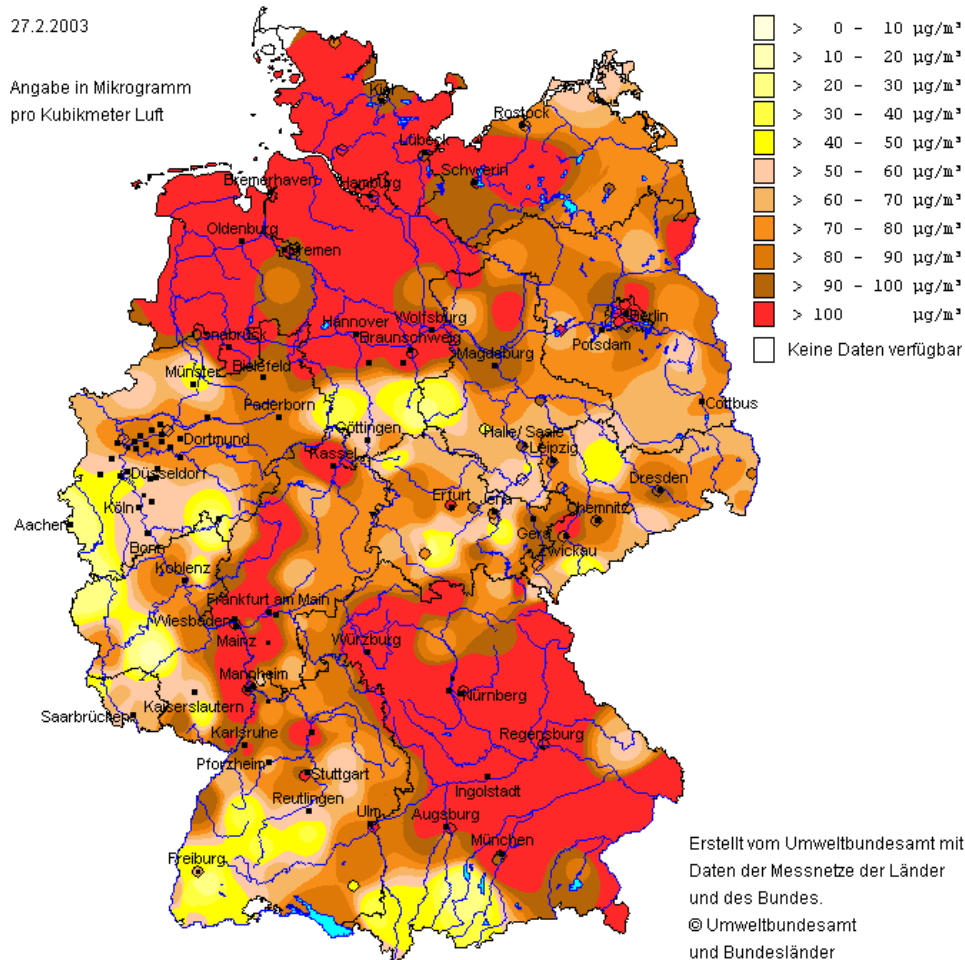 27.2.2003
Angabe in Mikrogramm
pro Kubikmeter Luft
> 0 - 10 µg/m³
> 10 - 20 µg/m³
> 20 - 30 µg/m³
> 30 - 40 µg/m³
> 40 - 50 µg/m³
> 50 - 60 µg/m³
> 60 - 70 µg/m³
> 70 - 80 µg/m³
> 80 - 90 µg/m³
> 90 - 100 µg/m³
> 100 µg/m³
Keine Daten verfügbar
Kiel
Rostock
Lübeck
Schwerin
Bremerhaven
Hamburg
Oldenburg
Bremen
Hannover
Wolfsburg
Berlin
Osnabrück
Braunschweig
Potsdam
Magdeburg
Bielefeld
Münster
Paderborn
Cottbus
Göttingen
Halle/ Saale
Dortmund
Leipzig
Kassel
Düsseldorf
Dresden
Erfurt
Jena
Köln
Chemnitz
Aachen
Gera
Bonn
Zwickau
Koblenz
Frankfurt am Main
Wiesbaden
Mainz
Würzburg
Mannheim
Nürnberg
Kaiserslautern
Saarbrücken
Karlsruhe
Regensburg
Pforzheim
Stuttgart
Ingolstadt
Reutlingen
Ulm
Augsburg
München
Freiburg
Erstellt vom Umweltbundesamt mit
Daten der Messnetze der Länder
und des Bundes.
© Umweltbundesamt
und Bundesländer